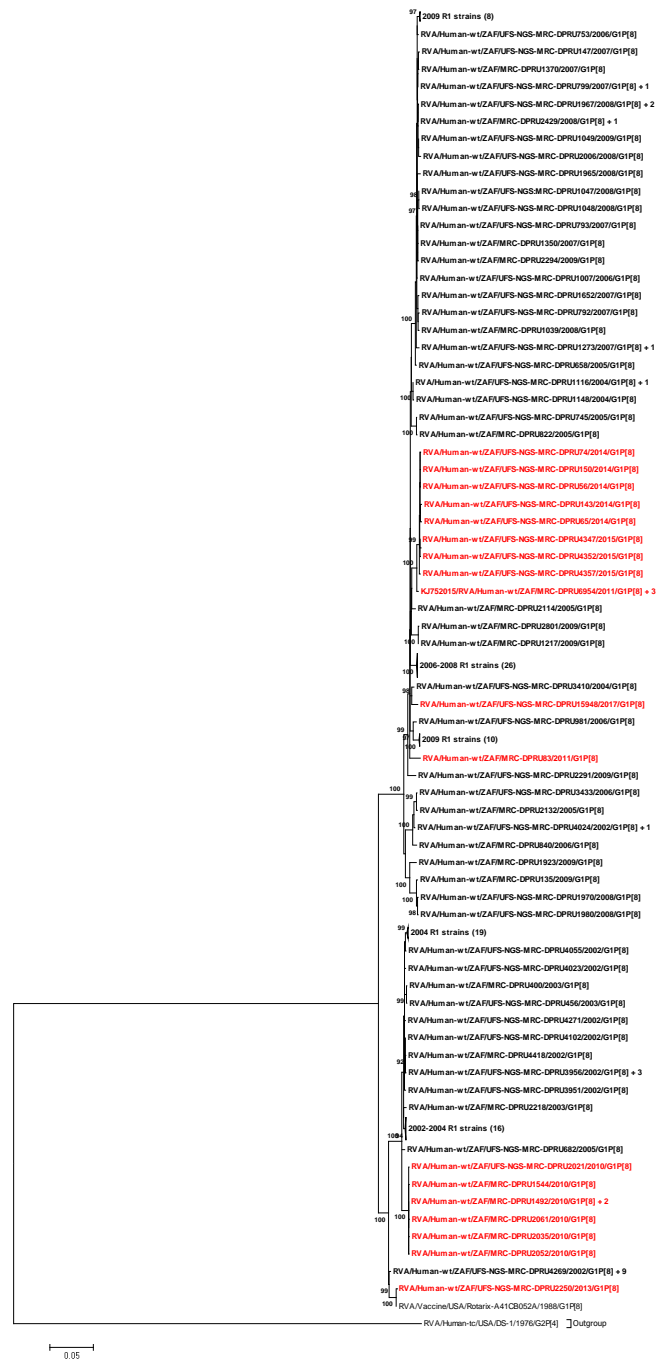 97
2009 R1 strains (8)
RVA/Human-wt/ZAF/UFS-NGS-MRC-DPRU753/2006/G1P[8]
RVA/Human-wt/ZAF/UFS-NGS-MRC-DPRU147/2007/G1P[8]
RVA/Human-wt/ZAF/MRC-DPRU1370/2007/G1P[8]
RVA/Human-wt/ZAF/UFS-NGS-MRC-DPRU799/2007/G1P[8] + 1
RVA/Human-wt/ZAF/UFS-NGS-MRC-DPRU1967/2008/G1P[8] + 2
RVA/Human-wt/ZAF/MRC-DPRU2429/2008/G1P[8] + 1
RVA/Human-wt/ZAF/UFS-NGS-MRC-DPRU1049/2009/G1P[8]
RVA/Human-wt/ZAF/UFS-NGS-MRC-DPRU2006/2008/G1P[8]
RVA/Human-wt/ZAF/UFS-NGS-MRC-DPRU1965/2008/G1P[8]
98
RVA/Human-wt/ZAF/UFS-NGS:MRC-DPRU1047/2008/G1P[8]
97
RVA/Human-wt/ZAF/UFS-NGS-MRC-DPRU1048/2008/G1P[8]
RVA/Human-wt/ZAF/UFS-NGS-MRC-DPRU793/2007/G1P[8]
RVA/Human-wt/ZAF/MRC-DPRU1350/2007/G1P[8]
RVA/Human-wt/ZAF/MRC-DPRU2294/2009/G1P[8]
RVA/Human-wt/ZAF/UFS-NGS-MRC-DPRU1007/2006/G1P[8]
RVA/Human-wt/ZAF/UFS-NGS-MRC-DPRU1652/2007/G1P[8]
RVA/Human-wt/ZAF/UFS-NGS-MRC-DPRU792/2007/G1P[8]
100
RVA/Human-wt/ZAF/MRC-DPRU1039/2008/G1P[8]
RVA/Human-wt/ZAF/UFS-NGS-MRC-DPRU1273/2007/G1P[8] + 1
RVA/Human-wt/ZAF/UFS-NGS-MRC-DPRU658/2005/G1P[8]
RVA/Human-wt/ZAF/UFS-NGS-MRC-DPRU1116/2004/G1P[8] + 1
100
RVA/Human-wt/ZAF/UFS-NGS-MRC-DPRU1148/2004/G1P[8]
RVA/Human-wt/ZAF/UFS-NGS-MRC-DPRU745/2005/G1P[8]
100
RVA/Human-wt/ZAF/MRC-DPRU822/2005/G1P[8]
RVA/Human-wt/ZAF/UFS-NGS-MRC-DPRU74/2014/G1P[8]
RVA/Human-wt/ZAF/UFS-NGS-MRC-DPRU150/2014/G1P[8]
RVA/Human-wt/ZAF/UFS-NGS-MRC-DPRU56/2014/G1P[8]
RVA/Human-wt/ZAF/UFS-NGS-MRC-DPRU143/2014/G1P[8]
RVA/Human-wt/ZAF/UFS-NGS-MRC-DPRU65/2014/G1P[8]
99
RVA/Human-wt/ZAF/UFS-NGS-MRC-DPRU4347/2015/G1P[8]
RVA/Human-wt/ZAF/UFS-NGS-MRC-DPRU4352/2015/G1P[8]
100
RVA/Human-wt/ZAF/UFS-NGS-MRC-DPRU4357/2015/G1P[8]
KJ752015/RVA/Human-wt/ZAF/MRC-DPRU6954/2011/G1P[8] + 3
RVA/Human-wt/ZAF/MRC-DPRU2114/2005/G1P[8]
RVA/Human-wt/ZAF/MRC-DPRU2801/2009/G1P[8]
100
RVA/Human-wt/ZAF/MRC-DPRU1217/2009/G1P[8]
2006-2008 R1 strains (26)
100
RVA/Human-wt/ZAF/UFS-NGS-MRC-DPRU3410/2004/G1P[8]
98
RVA/Human-wt/ZAF/UFS-NGS-MRC-DPRU15948/2017/G1P[8]
RVA/Human-wt/ZAF/UFS-NGS-MRC-DPRU981/2006/G1P[8]
99
97
2009 R1 strains (10)
100
RVA/Human-wt/ZAF/MRC-DPRU83/2011/G1P[8]
RVA/Human-wt/ZAF/UFS-NGS-MRC-DPRU2291/2009/G1P[8]
100
RVA/Human-wt/ZAF/UFS-NGS-MRC-DPRU3433/2006/G1P[8]
99
RVA/Human-wt/ZAF/MRC-DPRU2132/2005/G1P[8]
100
RVA/Human-wt/ZAF/UFS-NGS-MRC-DPRU4024/2002/G1P[8] + 1
RVA/Human-wt/ZAF/MRC-DPRU840/2006/G1P[8]
RVA/Human-wt/ZAF/MRC-DPRU1923/2009/G1P[8]
100
RVA/Human-wt/ZAF/MRC-DPRU135/2009/G1P[8]
100
RVA/Human-wt/ZAF/UFS-NGS-MRC-DPRU1970/2008/G1P[8]
98
RVA/Human-wt/ZAF/UFS-NGS-MRC-DPRU1980/2008/G1P[8]
99
2004 R1 strains (19)
RVA/Human-wt/ZAF/UFS-NGS-MRC-DPRU4055/2002/G1P[8]
RVA/Human-wt/ZAF/UFS-NGS-MRC-DPRU4023/2002/G1P[8]
RVA/Human-wt/ZAF/MRC-DPRU400/2003/G1P[8]
99
RVA/Human-wt/ZAF/UFS-NGS-MRC-DPRU456/2003/G1P[8]
RVA/Human-wt/ZAF/UFS-NGS-MRC-DPRU4271/2002/G1P[8]
RVA/Human-wt/ZAF/UFS-NGS-MRC-DPRU4102/2002/G1P[8]
92
RVA/Human-wt/ZAF/MRC-DPRU4418/2002/G1P[8]
RVA/Human-wt/ZAF/UFS-NGS-MRC-DPRU3956/2002/G1P[8] + 3
RVA/Human-wt/ZAF/UFS-NGS-MRC-DPRU3951/2002/G1P[8]
RVA/Human-wt/ZAF/MRC-DPRU2218/2003/G1P[8]
2002-2004 R1 strains (16)
100
94
RVA/Human-wt/ZAF/UFS-NGS-MRC-DPRU682/2005/G1P[8]
RVA/Human-wt/ZAF/UFS-NGS-MRC-DPRU2021/2010/G1P[8]
RVA/Human-wt/ZAF/MRC-DPRU1544/2010/G1P[8]
RVA/Human-wt/ZAF/MRC-DPRU1492/2010/G1P[8] + 2
100
100
RVA/Human-wt/ZAF/MRC-DPRU2061/2010/G1P[8]
RVA/Human-wt/ZAF/MRC-DPRU2035/2010/G1P[8]
RVA/Human-wt/ZAF/MRC-DPRU2052/2010/G1P[8]
RVA/Human-wt/ZAF/UFS-NGS-MRC-DPRU4269/2002/G1P[8] + 9
99
RVA/Human-wt/ZAF/UFS-NGS-MRC-DPRU2250/2013/G1P[8]
100
RVA/Vaccine/USA/Rotarix-A41CB052A/1988/G1P[8]
RVA/Human-tc/USA/DS-1/1976/G2P[4] Outgroup
0.05